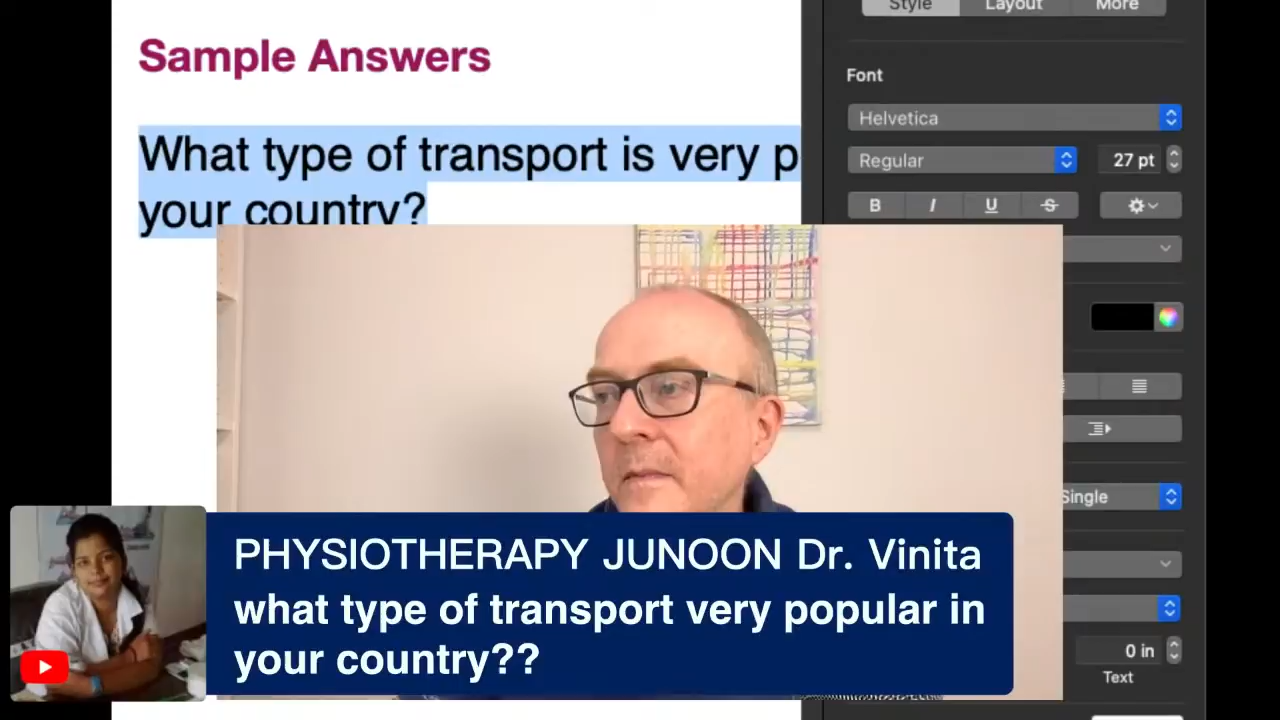 Style Layout More
Sample Answers
Font
Helvetica
What type of transport is very p
Regular 27 pt
your country?
B I U S
Single
PHYSIOTHERAPY JUNOON Dr. Vinita
what type of transport very popular in
your country??
0 in
Text